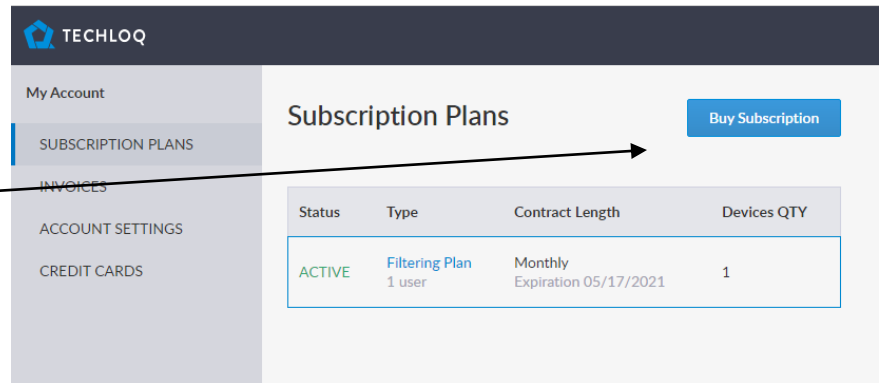 TECHLOQ
My Account
SUBSCRIPTION PLANS
INVOICES
ACCOUNT SETTINGS
CREDIT CARDS
Subscription Plans
Buy Subscription
Status Type Contract Length Devices QTY
ACTIVE Filtering Plan Monthly 1
1 user Expiration 05/17/2021